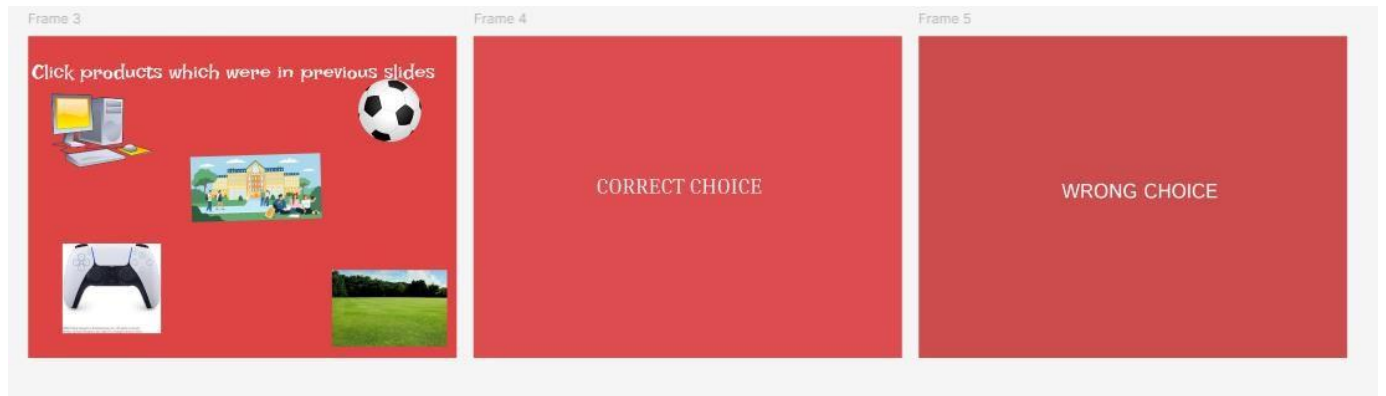 Frame 3
Frame 4
Frame 5
Click products which were in previous slides
CORRECT CHOICE
WRONG CHOICE